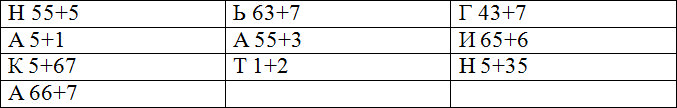 Н 55+5 Ь 63+7 Г 43+7
А 5+1 А 55+3 И 65+6
К 5+67 Т 1+2 Н 5+35
А 66+7